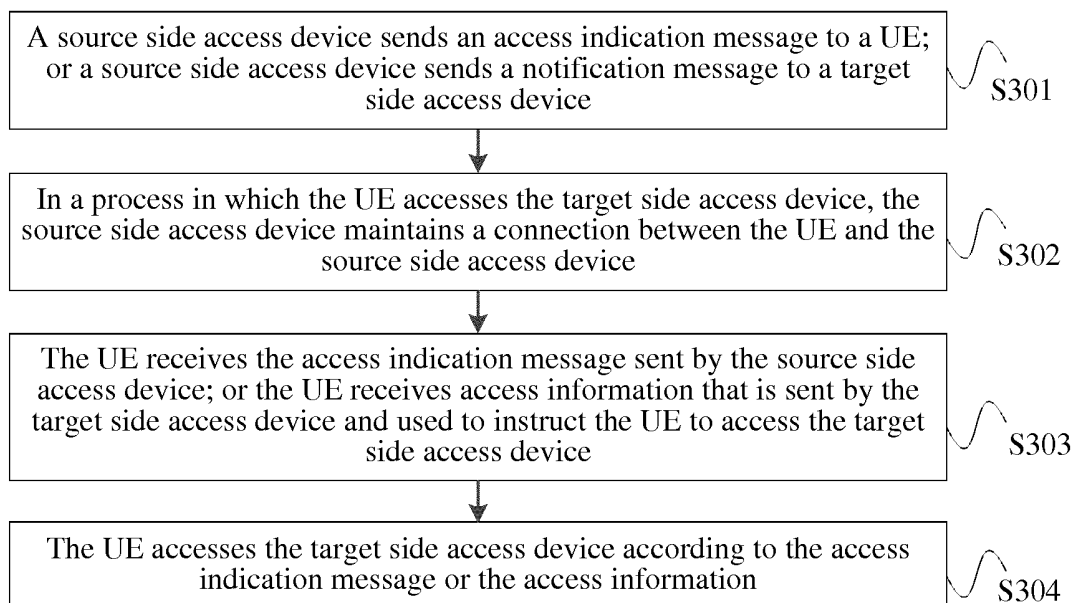 A source side access device sends an access indication message to a UE;
or a source side access device sends a notification message to a target
side access device
S301
In a process in which the UE accesses the target side access device, the
source side access device maintains a connection between the UE and the
source side access device
S302
The UE receives the access indication message sent by the source side
access device; or the UE receives access information that is sent by the
target side access device and used to instruct the UE to access the target
side access device
S303
The UE accesses the target side access device according to the access
indication message or the access information
S304